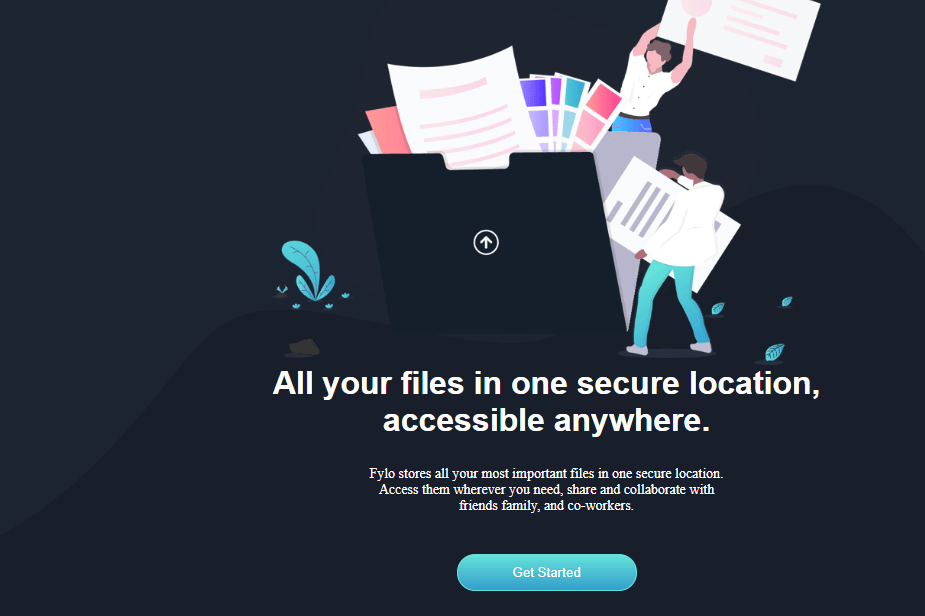 All your files in one secure location,
accessible anywhere.
Fylo stores all your most important files in one secure location.
Access them wherever you need, share and collaborate with
friends family, and co-workers.
Get Started